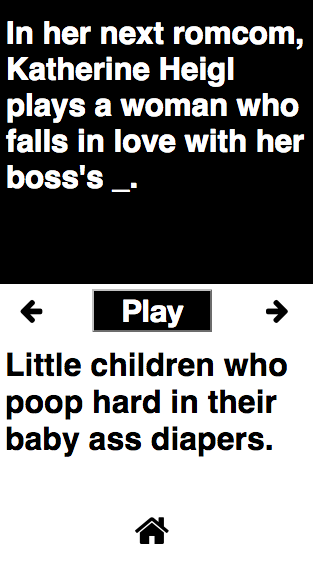 In her next romcom,
Katherine Heigl
plays a woman who
falls in love with her
boss's _.
Play
Little children who
poop hard in their
baby ass diapers.